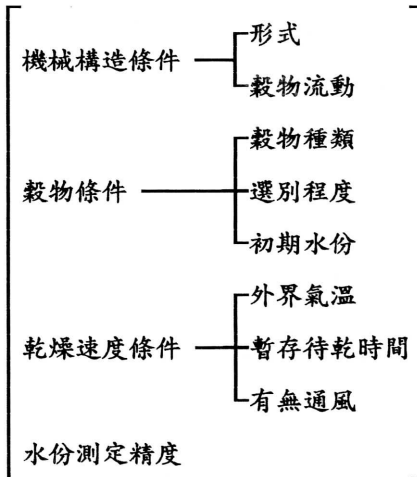 機械構造條件
形式
穀物流動
穀物條件
穀物種類
選別程度
初期水份
乾燥速度條件
外界氣溫
暫存待乾時間
有無通風
水份測定精度